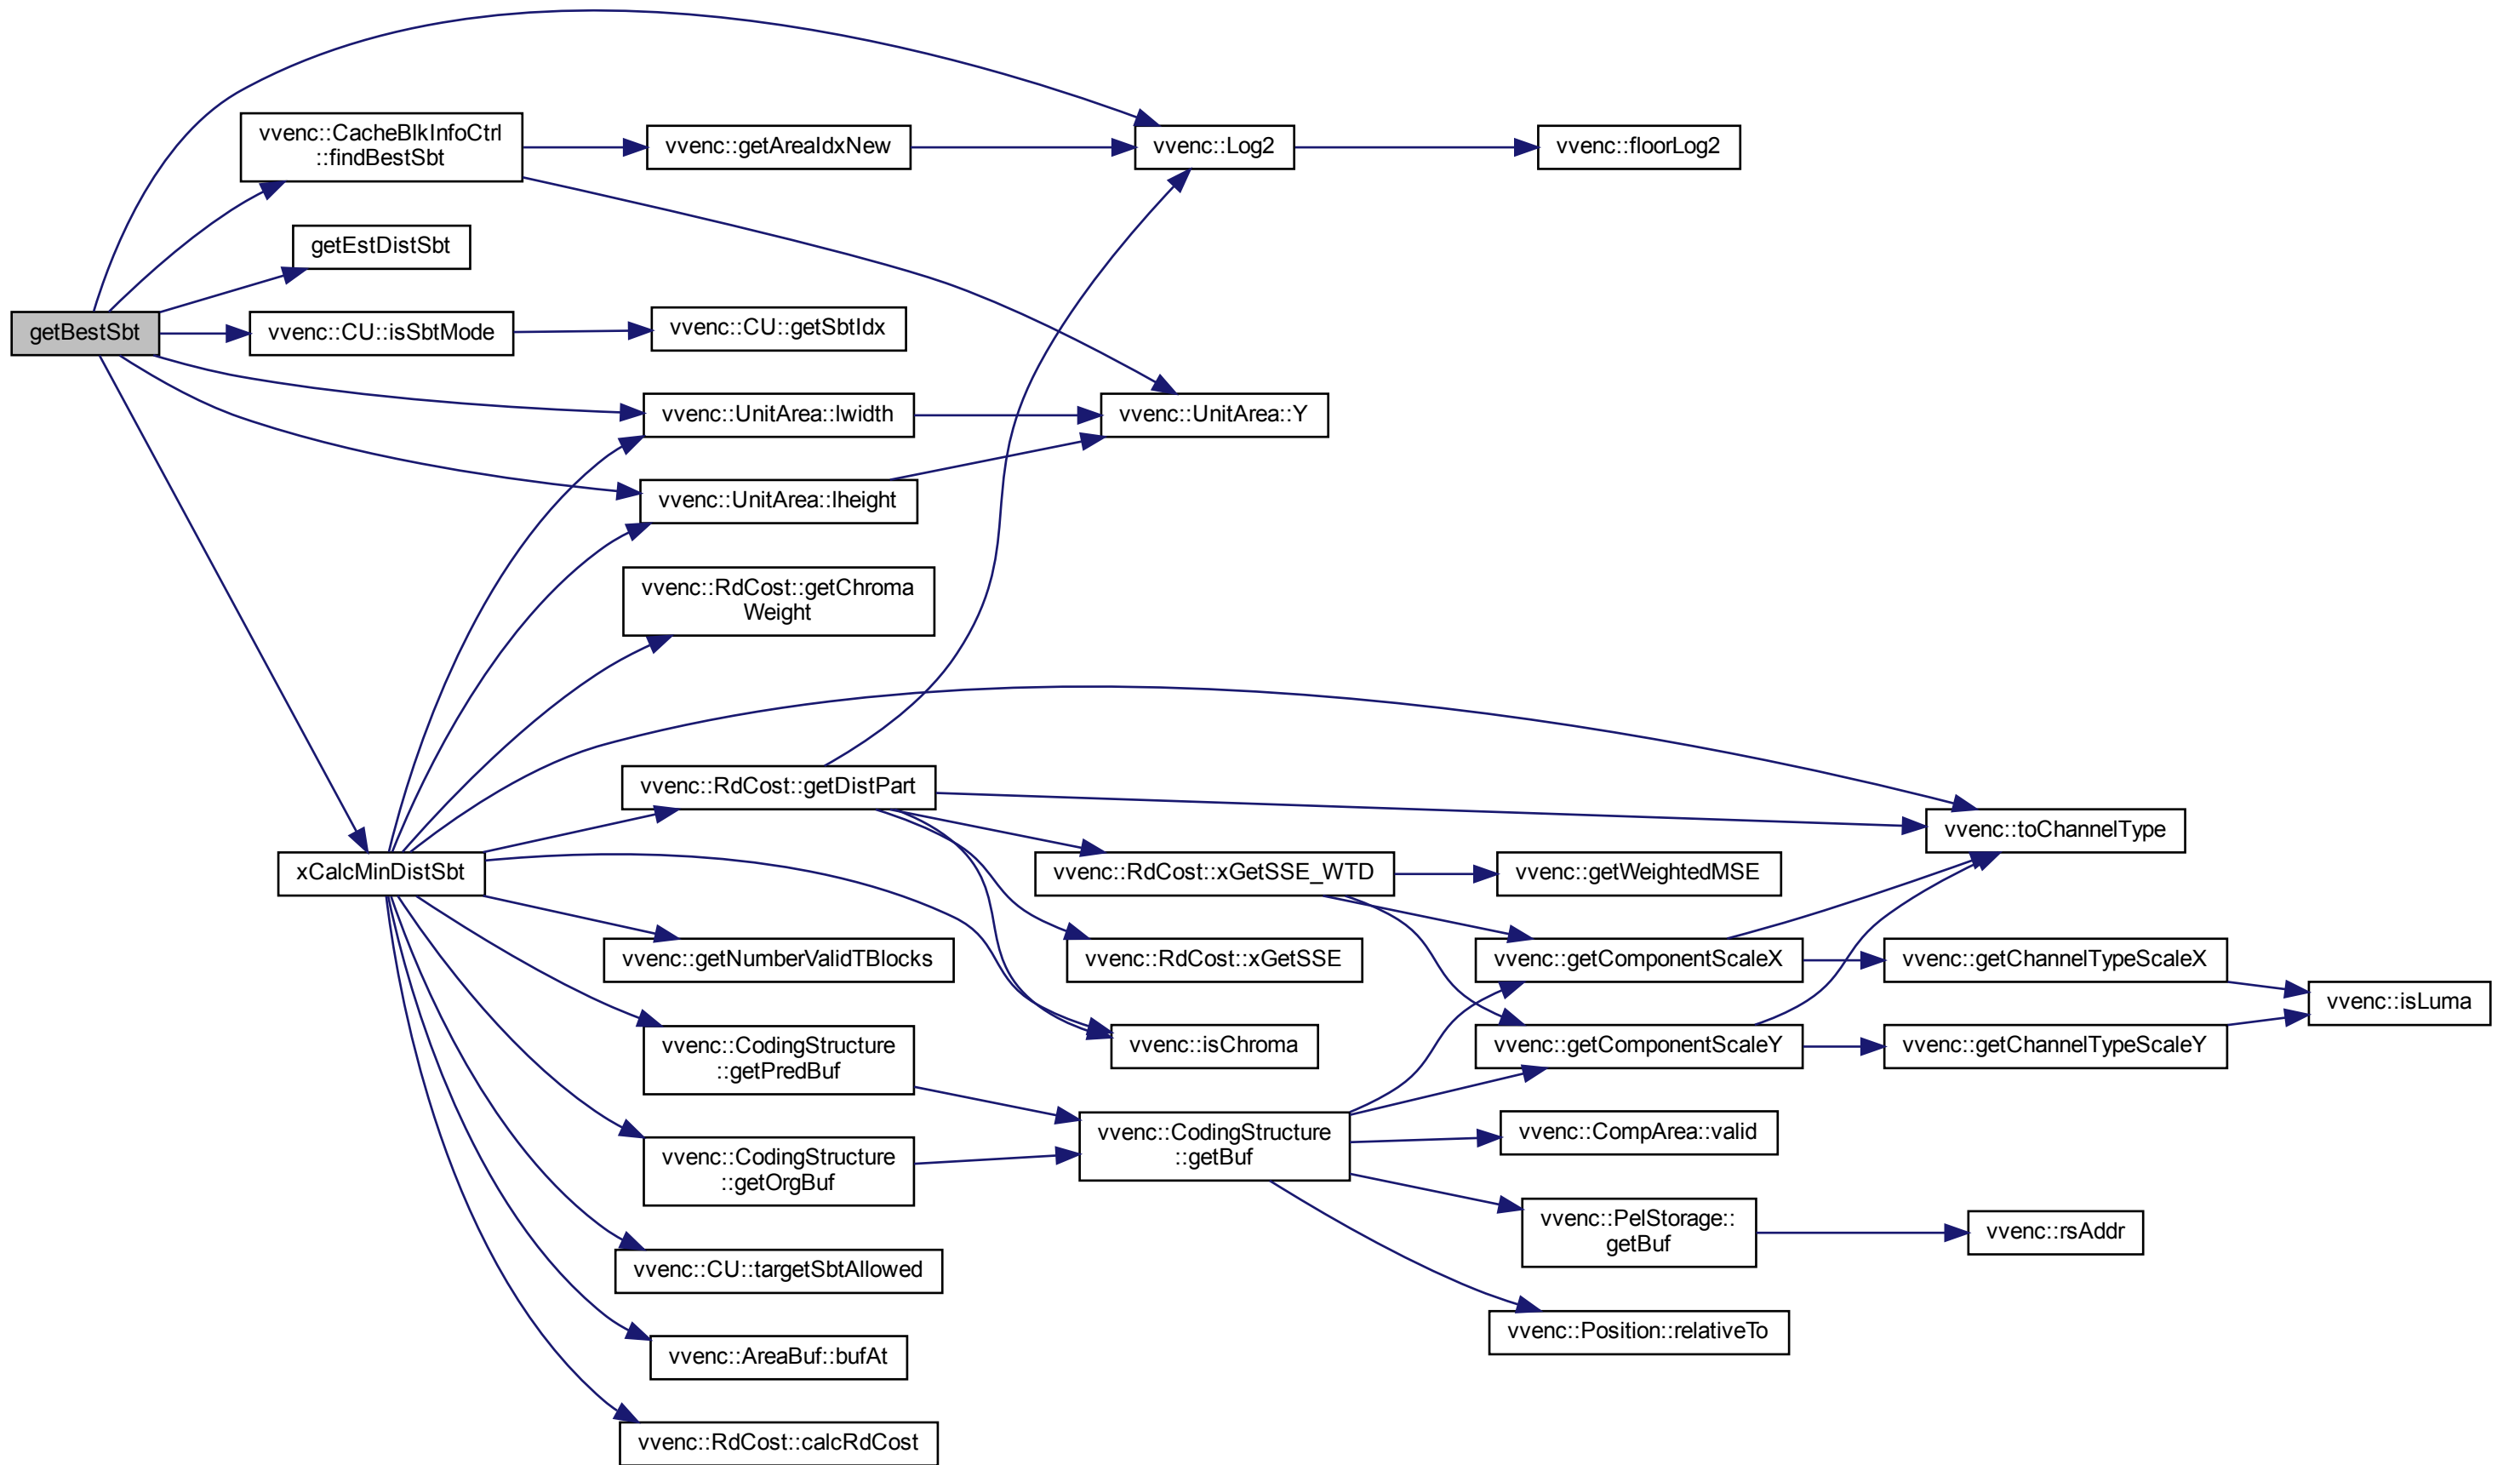 getBestSbt
vvenc::CacheBlkInfoCtrl
::findBestSbt
getEstDistSbt
vvenc::CU::isSbtMode
xCalcMinDistSbt
vvenc::getAreaIdxNew
vvenc::CU::getSbtIdx
vvenc::UnitArea::lwidth
vvenc::UnitArea::lheight
vvenc::RdCost::getChroma
Weight
vvenc::RdCost::getDistPart
vvenc::getNumberValidTBlocks
vvenc::CodingStructure
::getPredBuf
vvenc::CodingStructure
::getOrgBuf
vvenc::CU::targetSbtAllowed
vvenc::AreaBuf::bufAt
vvenc::RdCost::calcRdCost
vvenc::Log2
vvenc::UnitArea::Y
vvenc::RdCost::xGetSSE_WTD
vvenc::RdCost::xGetSSE
vvenc::isChroma
vvenc::CodingStructure
::getBuf
vvenc::floorLog2
vvenc::getWeightedMSE
vvenc::getComponentScaleX
vvenc::getComponentScaleY
vvenc::CompArea::valid
vvenc::PelStorage::
getBuf
vvenc::Position::relativeTo
vvenc::toChannelType
vvenc::getChannelTypeScaleX
vvenc::getChannelTypeScaleY
vvenc::rsAddr
vvenc::isLuma